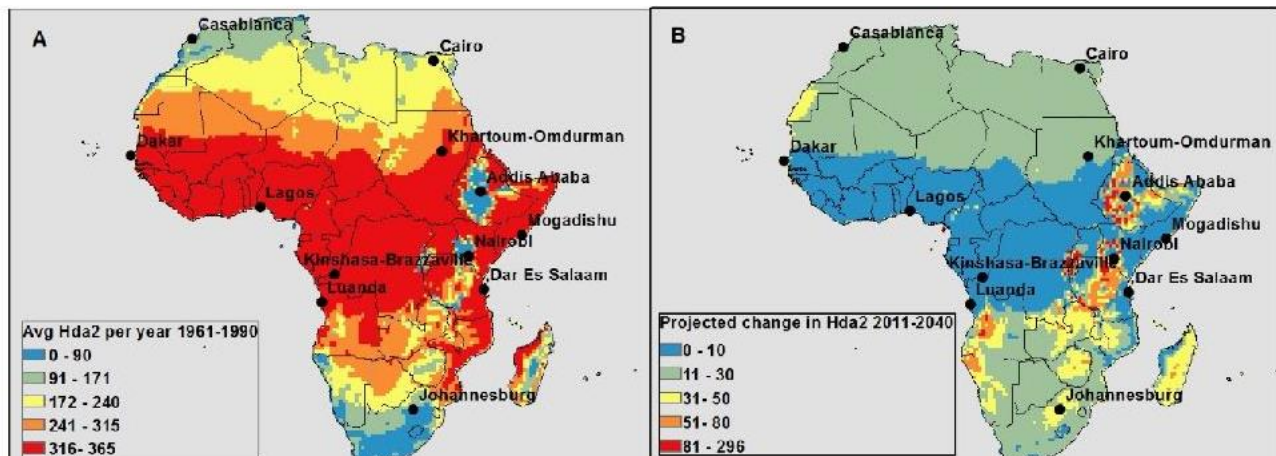 A
Casablanca
Cairo
Dakar
Khartoum-Omdurman
Addis Ababa
Lagos
Mogadishu
Nairobi
Kinshasa-Brazzaville
Dar Es Salaam
Luanda
Johannesburg
Avg Hda2 per year 1961-1990
0 - 90
91 - 171
172 - 240
241 - 315
316- 365
B
Casablanca
Cairo
Dakar
Khartoum-Omdurman
Addis Ababa
Lagos
Mogadishu
Nairobi
Kinshasa-Brazzaville
Dar Es Salaam
Luanda
Johannesburg
Projected change in Hda2 2011-2040
0 - 10
11 - 30
31 - 50
51- 80
81 - 296